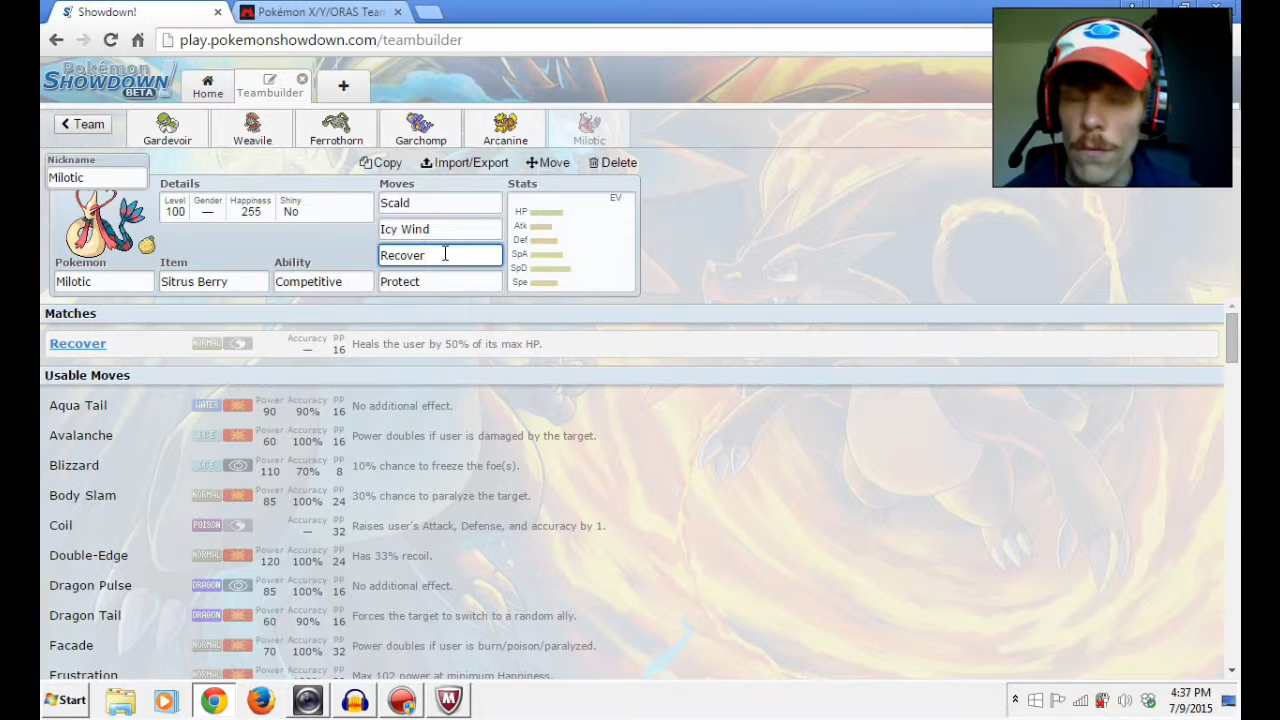 Showdown!
Pokémon X/Y/ORAS Team
play.pokemonshowdown.com/teambuilder
POKÉMON
SHOWDOWN
BETA
Home
Teambuilder
Team
Gardevoir
Weavile
Ferrothorn
Garchomp
Arcanine
Milotic
Nickname
Milotic
Copy
Import/Export
Move
Delete
Details
Moves
Stats
Level Gender Happiness Shiny
100 — 255 No
Scald
Icy Wind
Recover
Protect
EV
HP
Atk
Def
SpA
SpD
Spe
Pokemon
Item
Ability
Milotic
Sitrus Berry
Competitive
Matches
Recover NORMAL Accuracy — PP 16 Heals the user by 50% of its max HP.
Usable Moves
Aqua Tail WATER Power 90 Accuracy 90% PP 16 No additional effect.
Avalanche ICE Power 60 Accuracy 100% PP 16 Power doubles if user is damaged by the target.
Blizzard ICE Power 110 Accuracy 70% PP 8 10% chance to freeze the foe(s).
Body Slam NORMAL Power 85 Accuracy 100% PP 24 30% chance to paralyze the target.
Coil POISON Accuracy — PP 32 Raises user's Attack, Defense, and accuracy by 1.
Double-Edge NORMAL Power 120 Accuracy 100% PP 24 Has 33% recoil.
Dragon Pulse DRAGON Power 85 Accuracy 100% PP 16 No additional effect.
Dragon Tail DRAGON Power 60 Accuracy 90% PP 16 Forces the target to switch to a random ally.
Facade NORMAL Power 70 Accuracy 100% PP 32 Power doubles if user is burn/poison/paralyzed.
Frustration NORMAL Power Accuracy PP Max 102 power at minimum Happiness.
Start
4:37 PM
7/9/2015